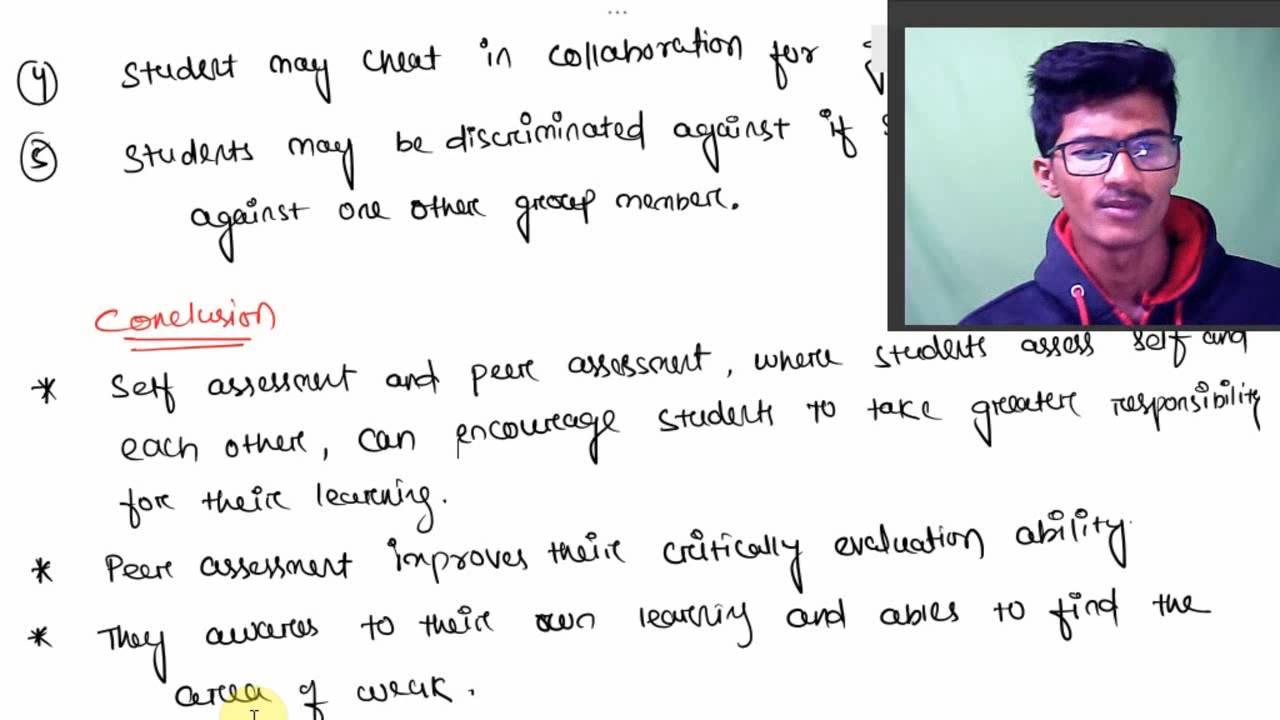 ④ Student may cheat in collaboration for
⑤ Students may be discriminated against if
against one other group member.
Conclusion
* Self assessment and peer assessment, where students assess self and
each other, can encourage students to take greater responsibility
for their learning.
* Peer assessment improves their critically evaluation ability.
* They awares to their own learning and ables to find the
area of weak.